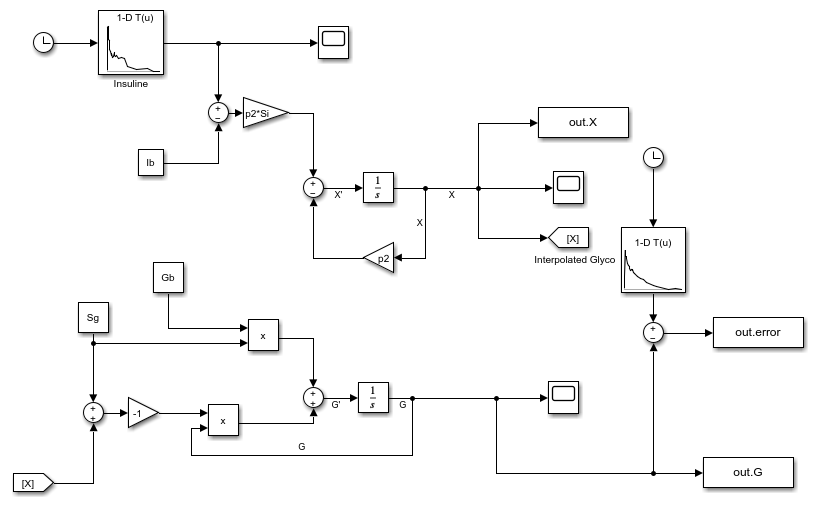 1-D T(u)
Insuline
+
−
p2*Si
Ib
out.X
+
−
X'
1
s
X
X
[X]
Interpolated Glyco
p2
1-D T(u)
Gb
Sg
x
+
−
out.error
+
+
-1
x
+
+
G'
1
s
G
G
[X]
out.G